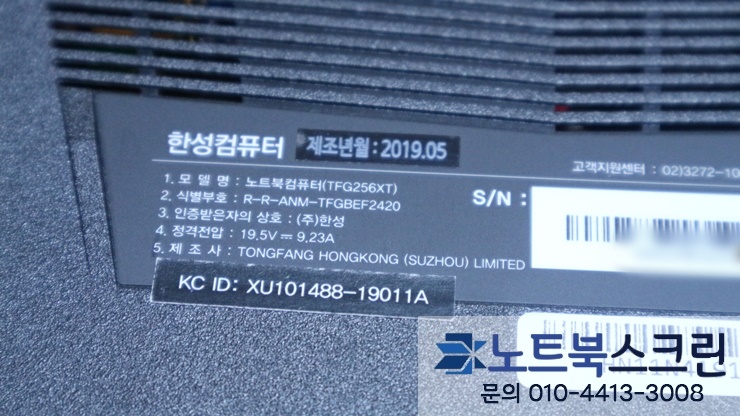 한성컴퓨터 제조년월 : 2019.05
고객지원센터 : 02)3272-10
1. 모 델 명 : 노트북컴퓨터(TFG256XT)
2. 식별부호 : R-R-ANM-TFGBEF2420
3. 인증받은자의 상호 : (주)한성
4. 정격전압 : 19.5V ⎓ 9.23A
5. 제 조 사 : TONGFANG HONGKONG (SUZHOU) LIMITED
S/N :
KC ID: XU101488-19011A
노트북스크린
문의 010-4413-3008